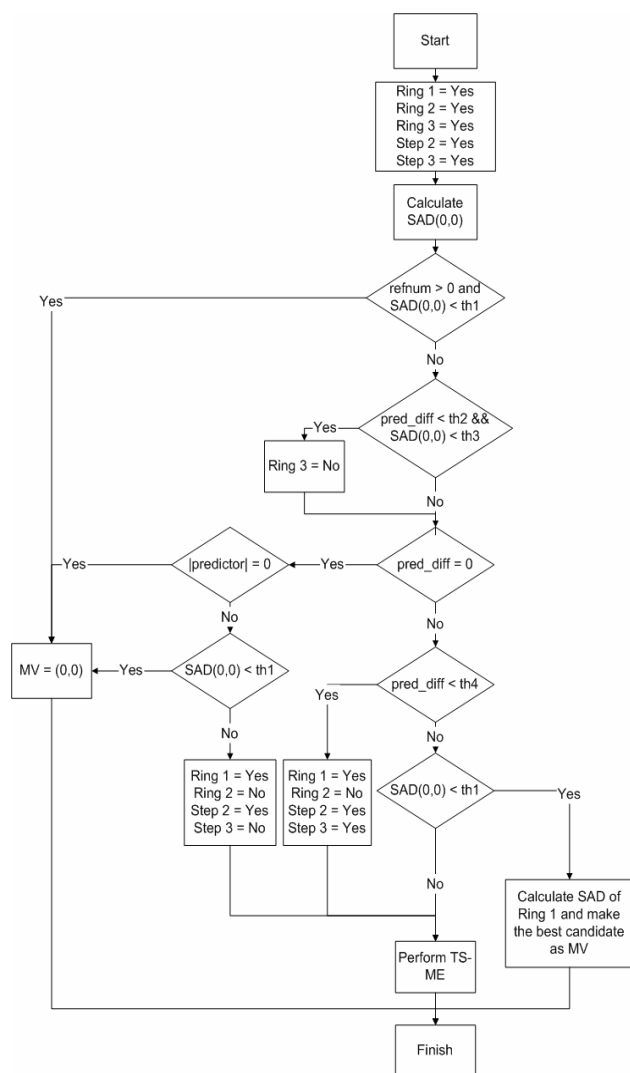 Start
Ring 1 = Yes
Ring 2 = Yes
Ring 3 = Yes
Step 2 = Yes
Step 3 = Yes
Calculate
SAD(0,0)
refnum > 0 and
SAD(0,0) < th1
Yes
No
pred_diff < th2 &&
SAD(0,0) < th3
Yes
Ring 3 = No
No
pred_diff = 0
Yes
|predictor| = 0
Yes
No
No
MV = (0,0)
Yes
SAD(0,0) < th1
pred_diff < th4
Yes
No
No
Ring 1 = Yes
Ring 2 = No
Step 2 = Yes
Step 3 = No
Ring 1 = Yes
Ring 2 = No
Step 2 = Yes
Step 3 = Yes
SAD(0,0) < th1
Yes
No
Calculate SAD of
Ring 1 and make
the best candidate
as MV
Perform TS-
ME
Finish